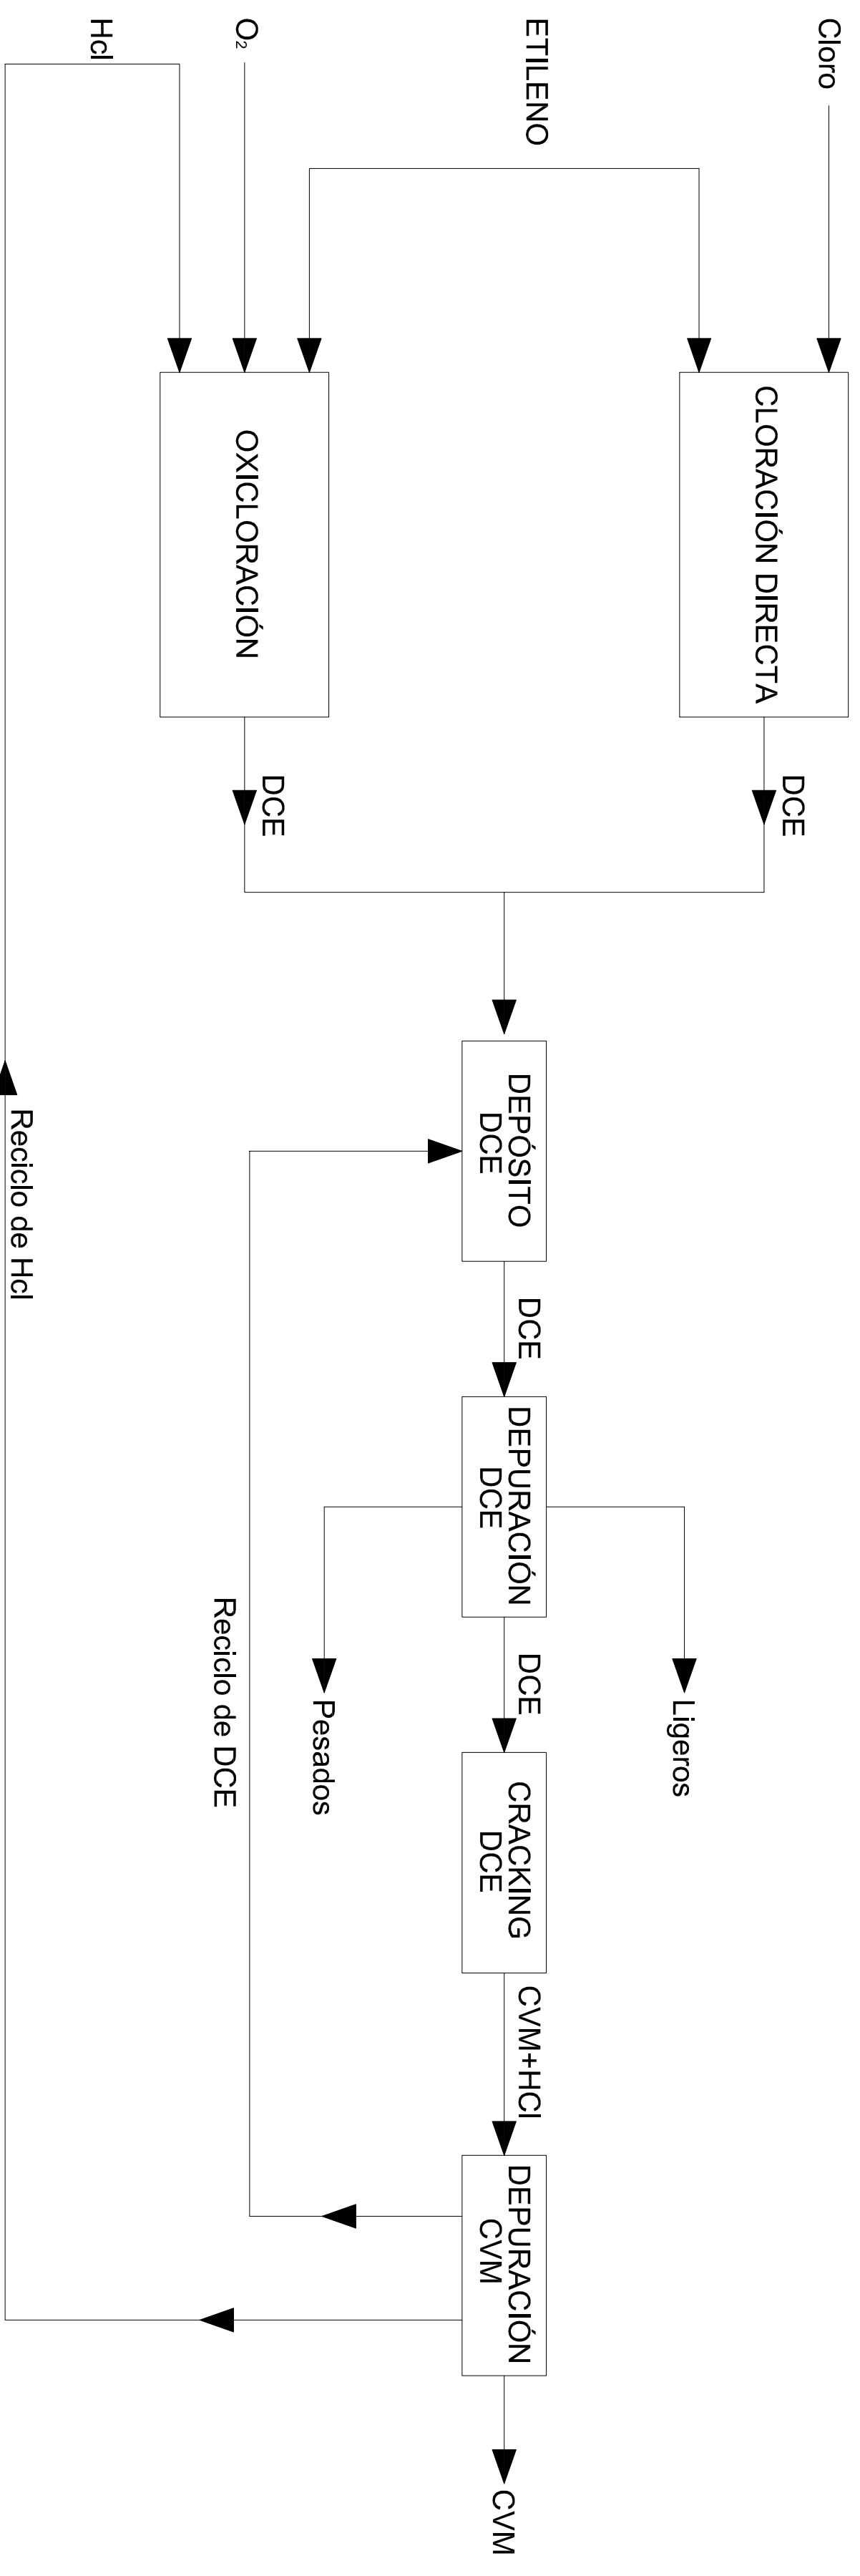 Cloro
ETILENO
O₂
Hcl
CLORACIÓN DIRECTA
OXICLORACIÓN
DCE
DCE
DEPÓSITO
DCE
DCE
DEPURACIÓN
DCE
Ligeros
Pesados
DCE
CRACKING
DCE
CVM+HCl
DEPURACIÓN
CVM
CVM
Reciclo de DCE
Reciclo de Hcl